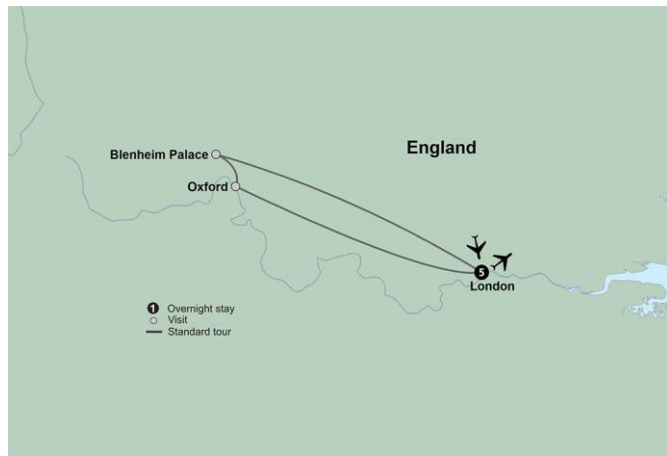 England
Blenheim Palace
Oxford
5
London
1 Overnight stay
Visit
Standard tour